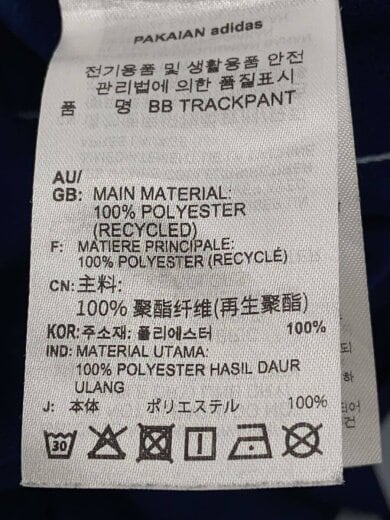 PAKAIAN adidas
전기용품 및 생활용품 안전
관리법에 의한 품질표시
품 명 BB TRACKPANT
AU/
GB: MAIN MATERIAL:
100% POLYESTER
(RECYCLED)
F: MATIERE PRINCIPALE:
100% POLYESTER (RECYCLÉ)
CN: 主料:
100% 聚酯纤维(再生聚酯)
KOR: 주소재: 폴리에스터 100%
IND: MATERIAL UTAMA:
100% POLYESTER HASIL DAUR
ULANG
J: 本体 ポリエステル 100%
30